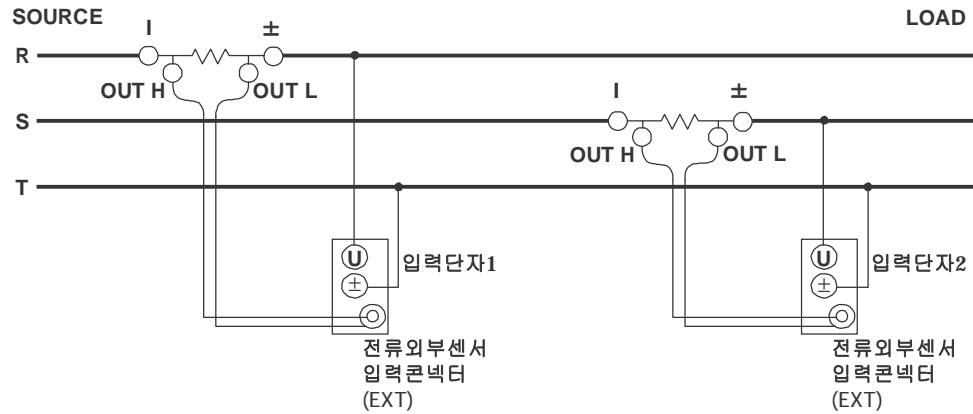 SOURCE
LOAD
I
±
R
OUT H
OUT L
I
±
S
OUT H
OUT L
T
U
±
입력단자1
전류외부센서
입력콘넥터
(EXT)
U
±
입력단자2
전류외부센서
입력콘넥터
(EXT)